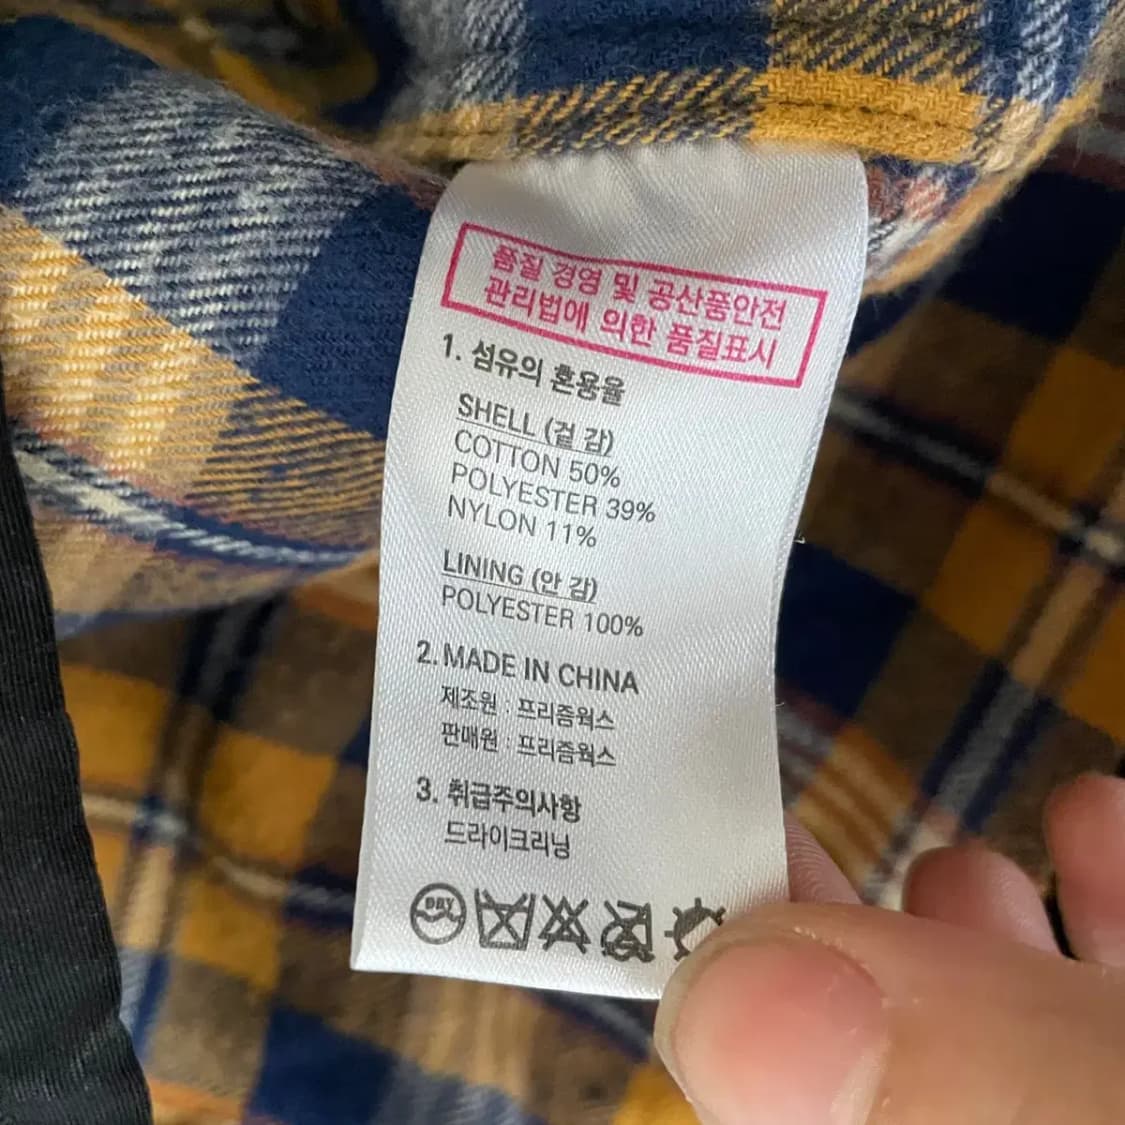 품질 경영 및 공산품안전
관리법에 의한 품질표시
1. 섬유의 혼용율
SHELL (겉 감)
COTTON 50%
POLYESTER 39%
NYLON 11%
LINING (안 감)
POLYESTER 100%
2. MADE IN CHINA
제조원 : 프리즘웍스
판매원 : 프리즘웍스
3. 취급주의사항
드라이크리닝
DRY